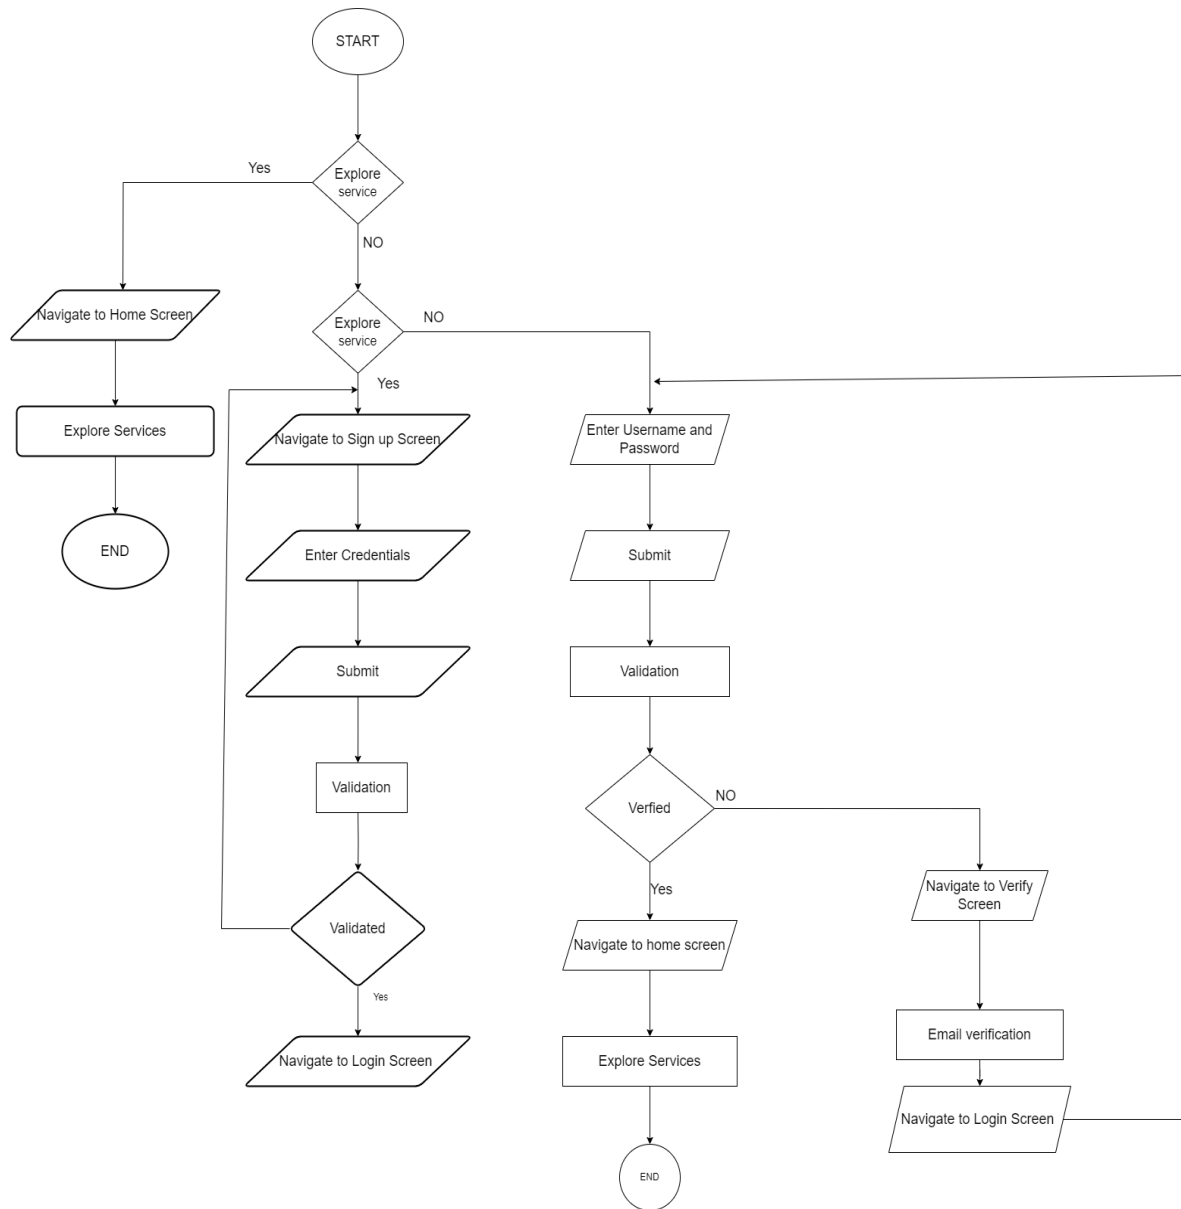 START
Yes
Explore
service
NO
Navigate to Home Screen
Explore
service
NO
Yes
Explore Services
Navigate to Sign up Screen
Enter Username and
Password
END
Enter Credentials
Submit
Submit
Validation
Validation
Verfied
NO
Yes
Navigate to Verify
Screen
Validated
Navigate to home screen
Yes
Email verification
Navigate to Login Screen
Explore Services
Navigate to Login Screen
END